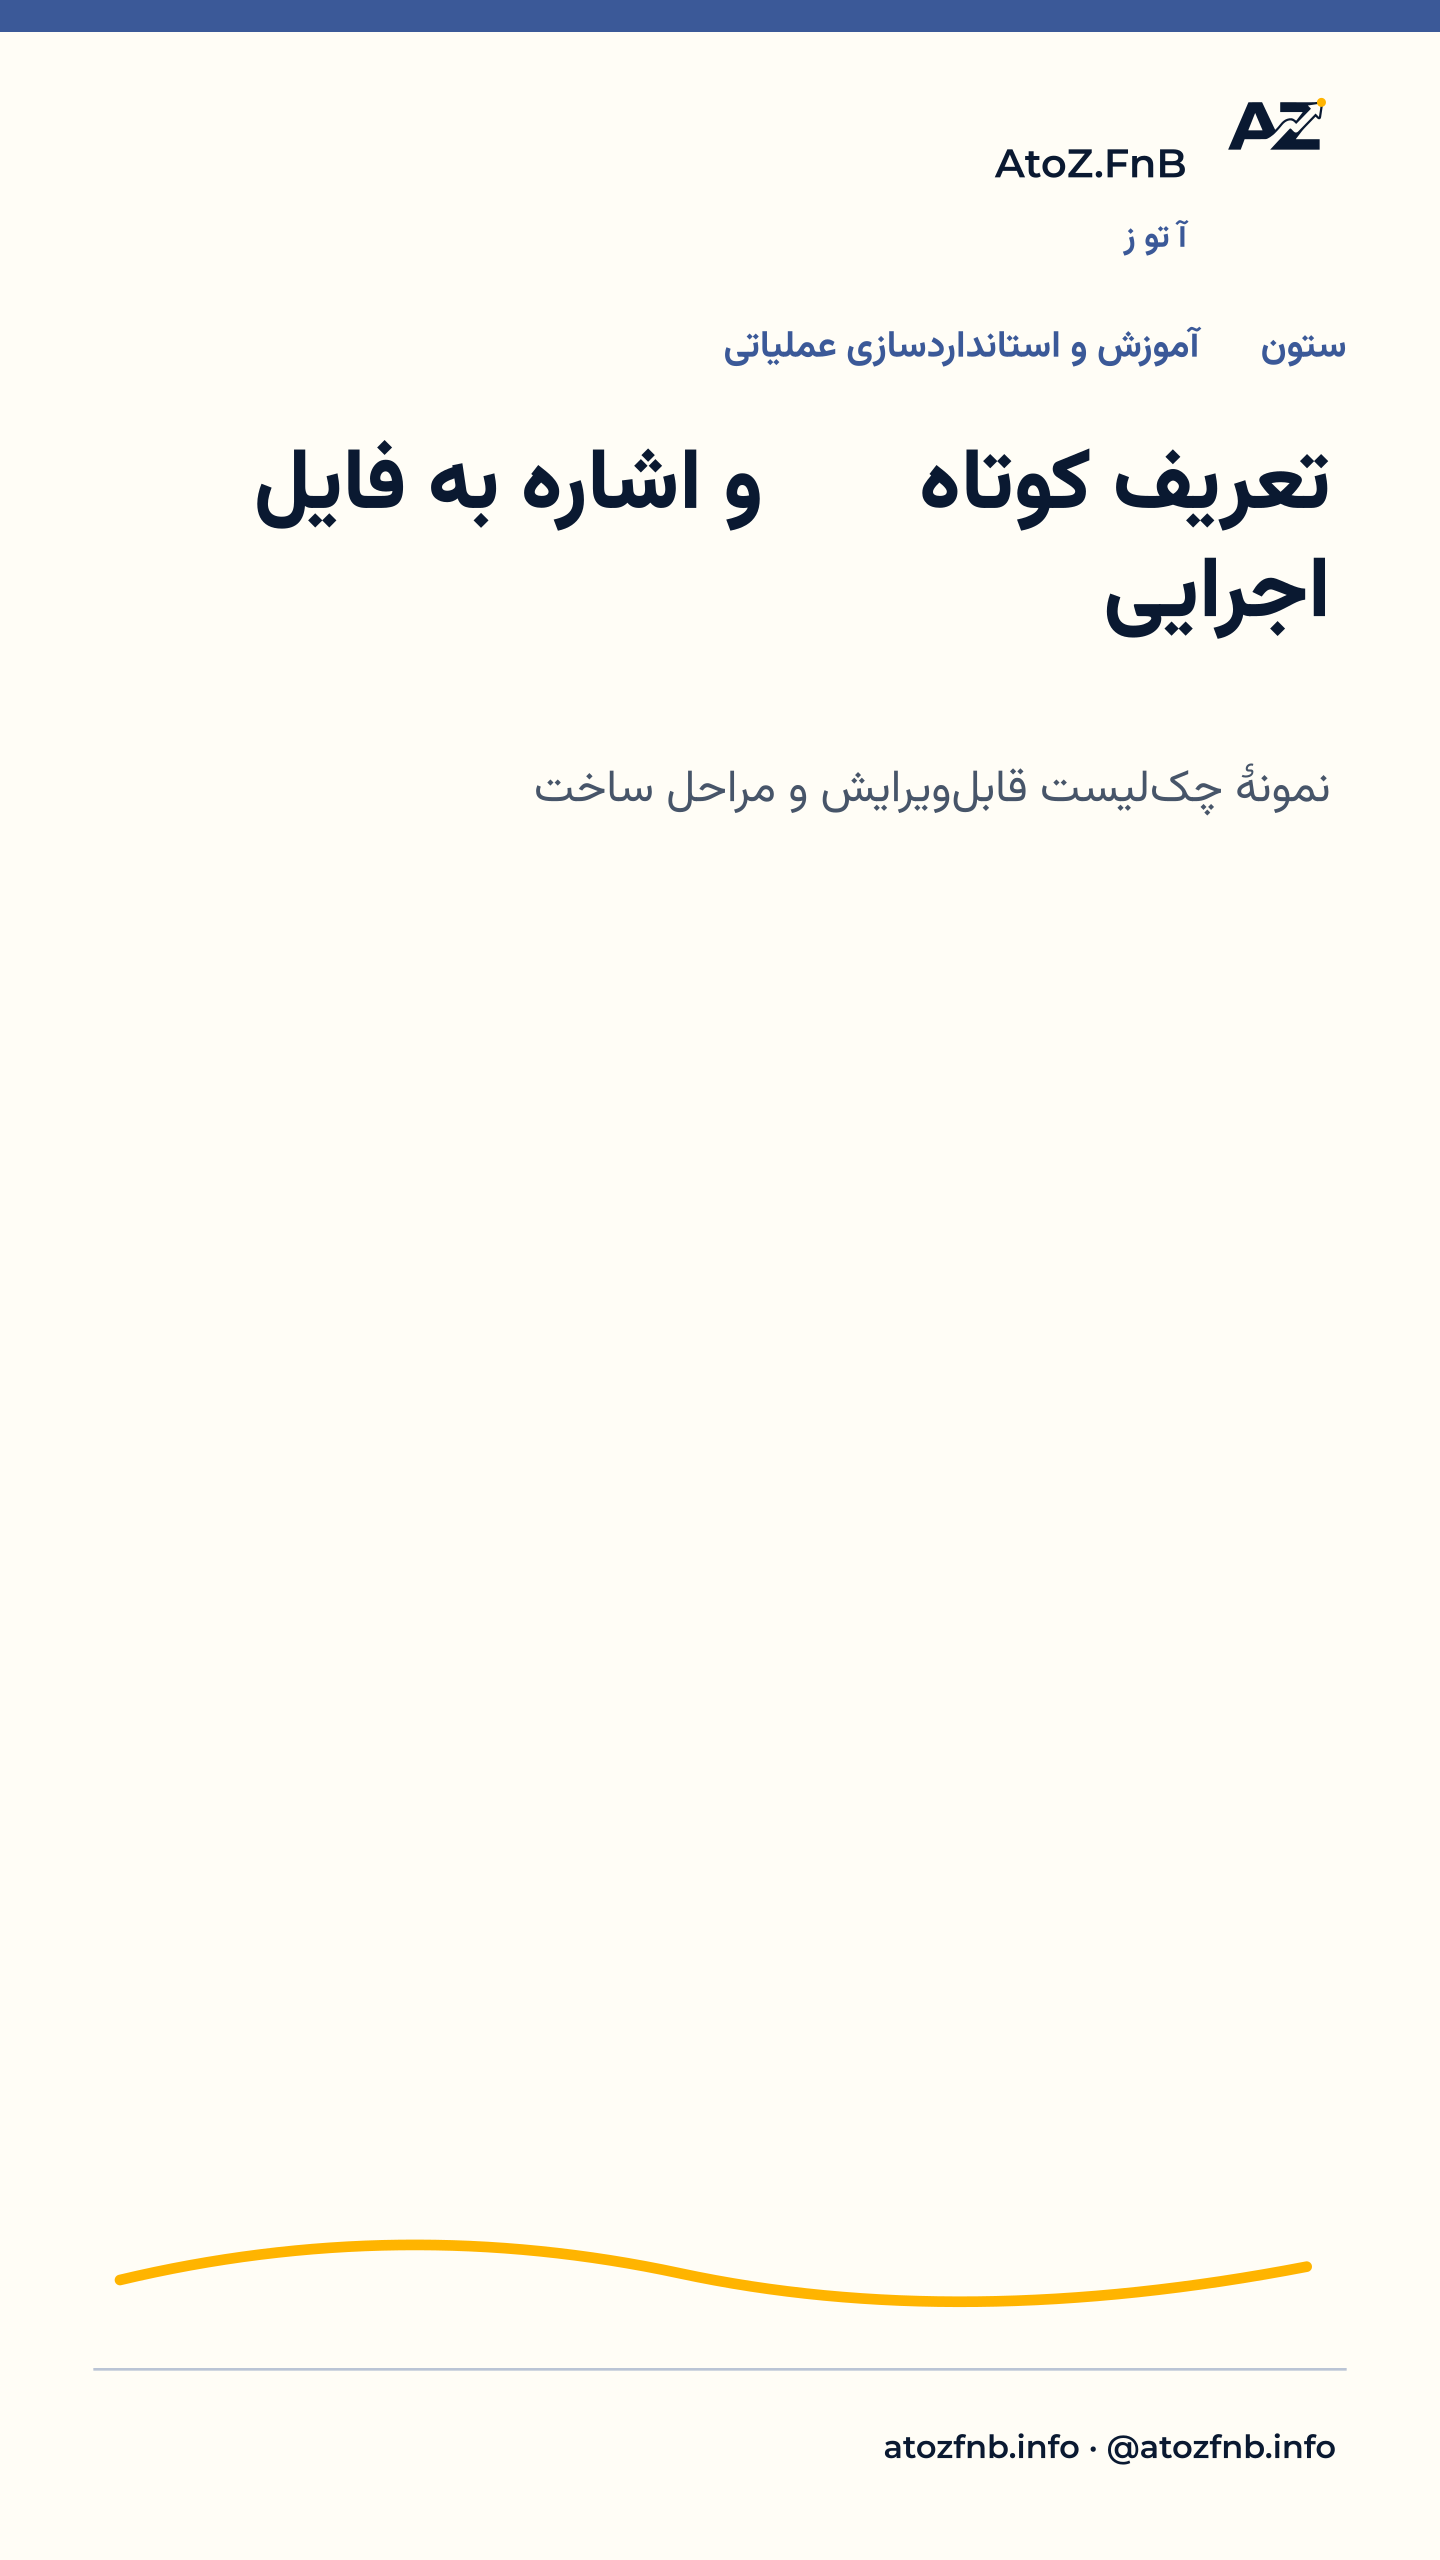 AZ
AtoZ.FnB
آ تو ز
ستون آموزش و استانداردسازی عملیاتی
تعریف کوتاه و اشاره به فایل
اجرایی
نمونهٔ چک‌لیست قابل‌ویرایش و مراحل ساخت
atozfnb.info · @atozfnb.info